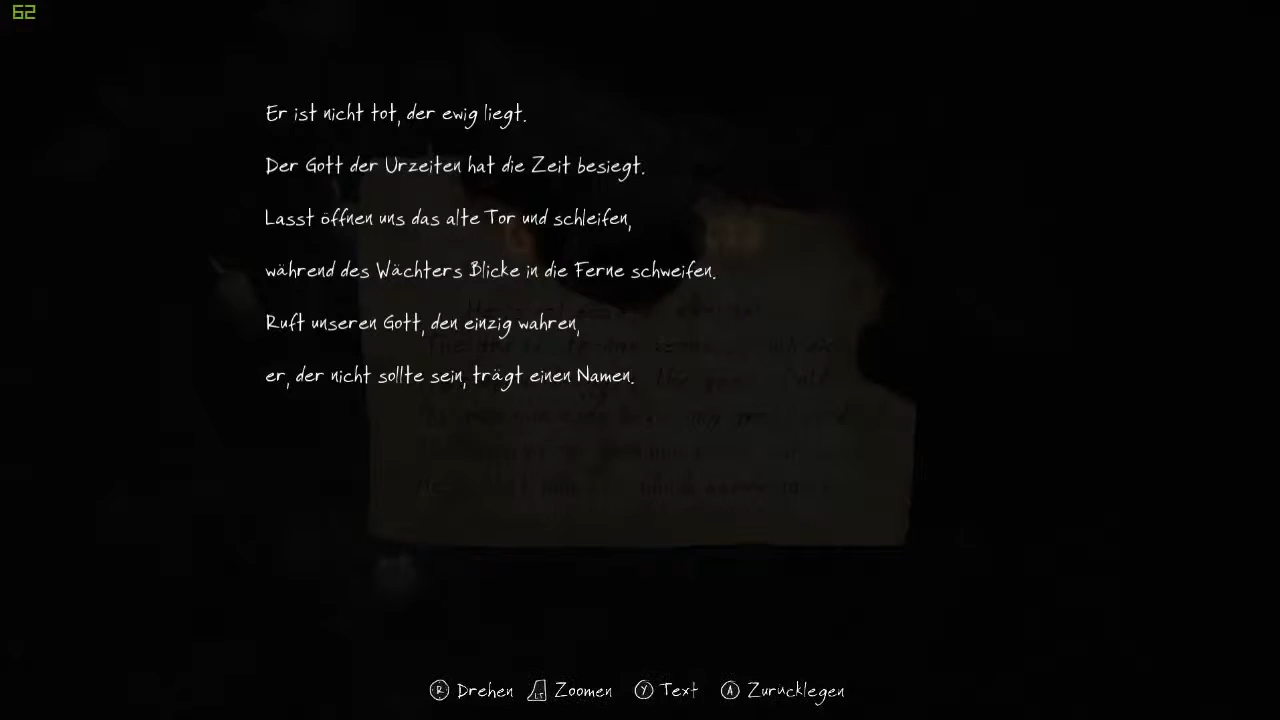 62
Er ist nicht tot, der ewig liegt.
Der Gott der Urzeiten hat die Zeit besiegt.
Lasst öffnen uns das alte Tor und schleifen,
während des Wächters Blicke in die Ferne schweifen.
Ruft unseren Gott, den einzig wahren,
er, der nicht sollte sein, trägt einen Namen.
R Drehen LT Zoomen Y Text A Zurücklegen